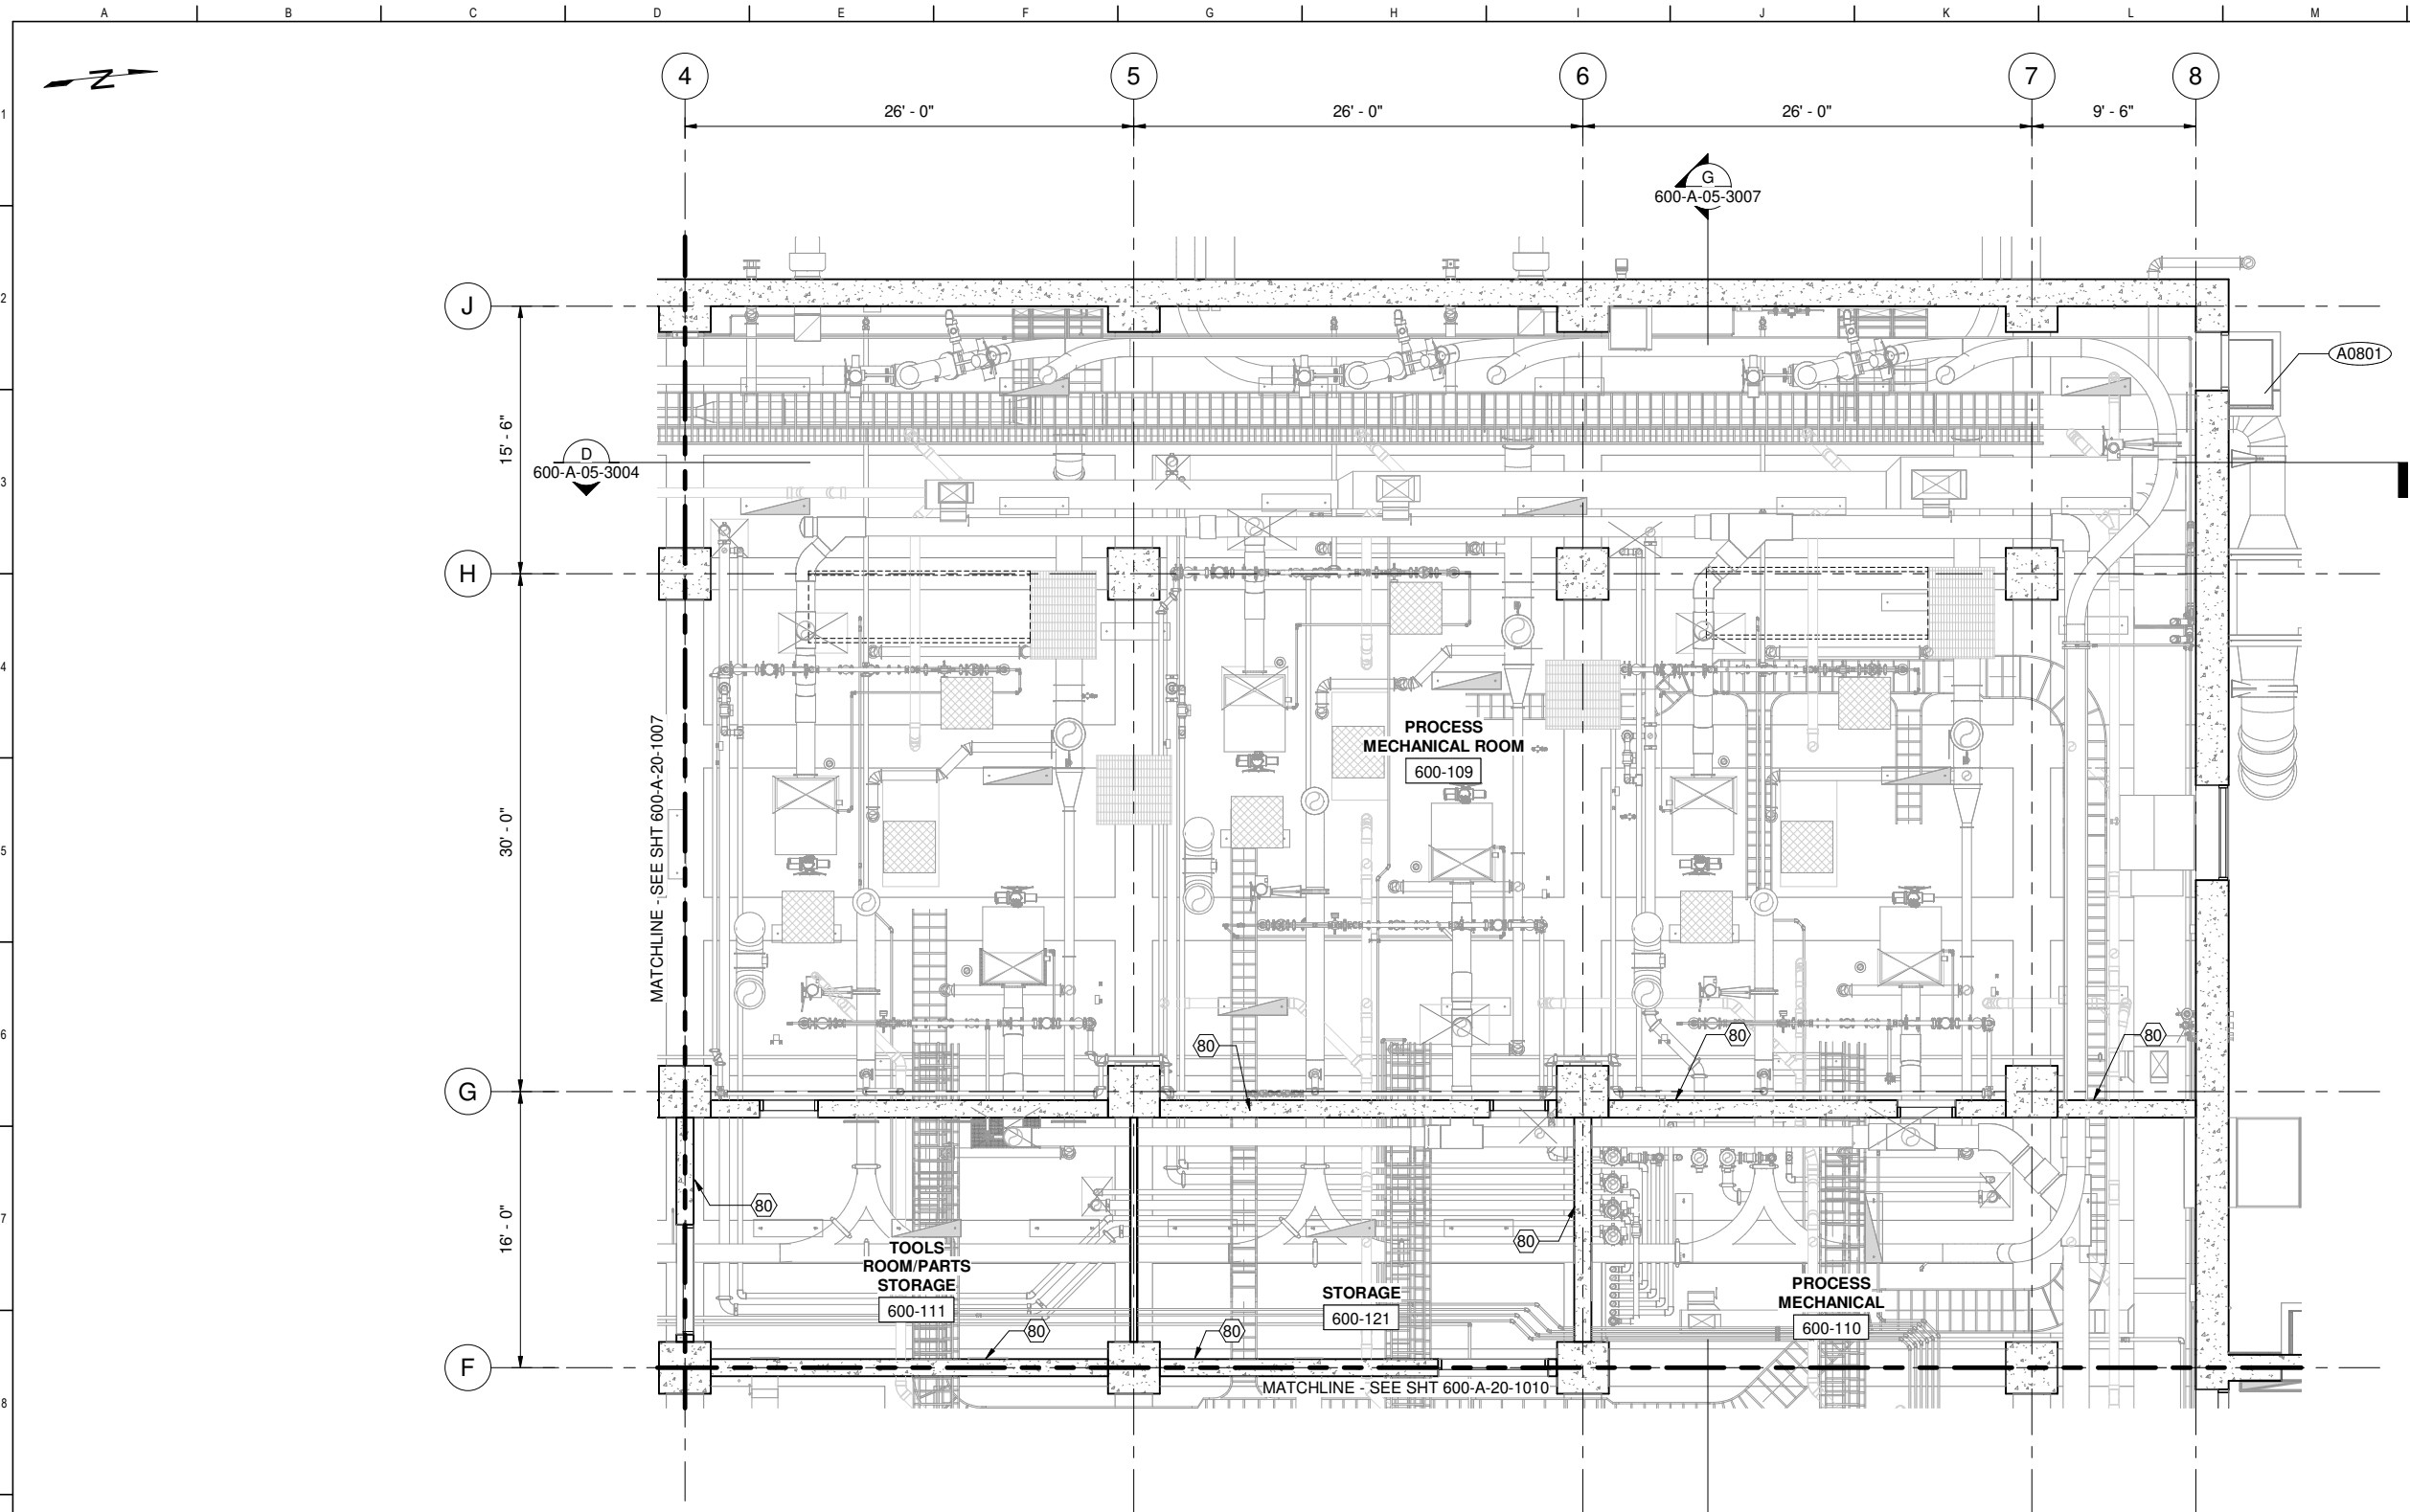 A B C D E F G H I J K L M
N
4 5 6 7 8
1
26' - 0" 26' - 0" 26' - 0" 9' - 6"
G
600-A-05-3007
2
J
A0801
15' - 6"
D
600-A-05-3004
3
H
4
MATCHLINE - SEE SHT 600-A-20-1007
PROCESS
MECHANICAL ROOM
600-109
30' - 0"
5
6
80 80 80
G
7
80
16' - 0"
80
TOOLS
ROOM/PARTS
STORAGE
600-111
STORAGE
600-121
PROCESS
MECHANICAL
600-110
80 80
F
MATCHLINE - SEE SHT 600-A-20-1010
8